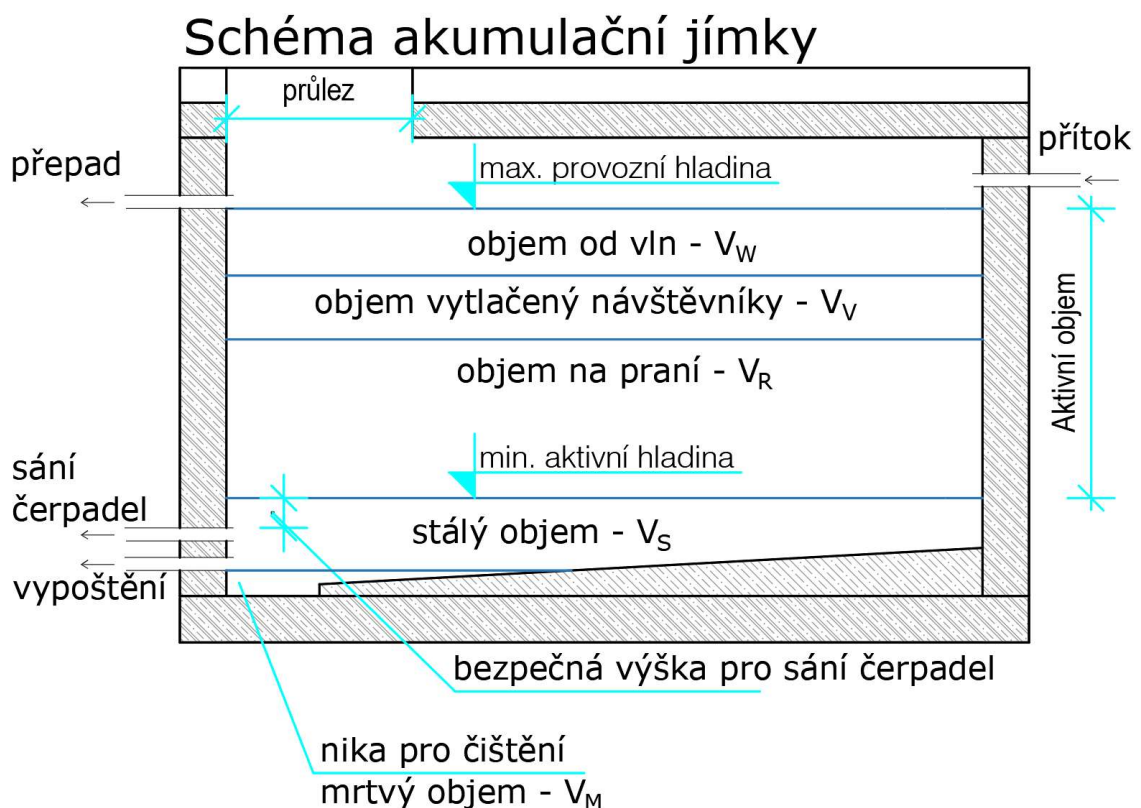 Schéma akumulační jímky
průlez
přepad
max. provozní hladina
přítok
objem od vln - VW
objem vytlačený návštěvníky - VV
objem na praní - VR
Aktivní objem
min. aktivní hladina
sání
čerpadel
stálý objem - VS
vypoštění
bezpečná výška pro sání čerpadel
nika pro čištění
mrtvý objem - VM